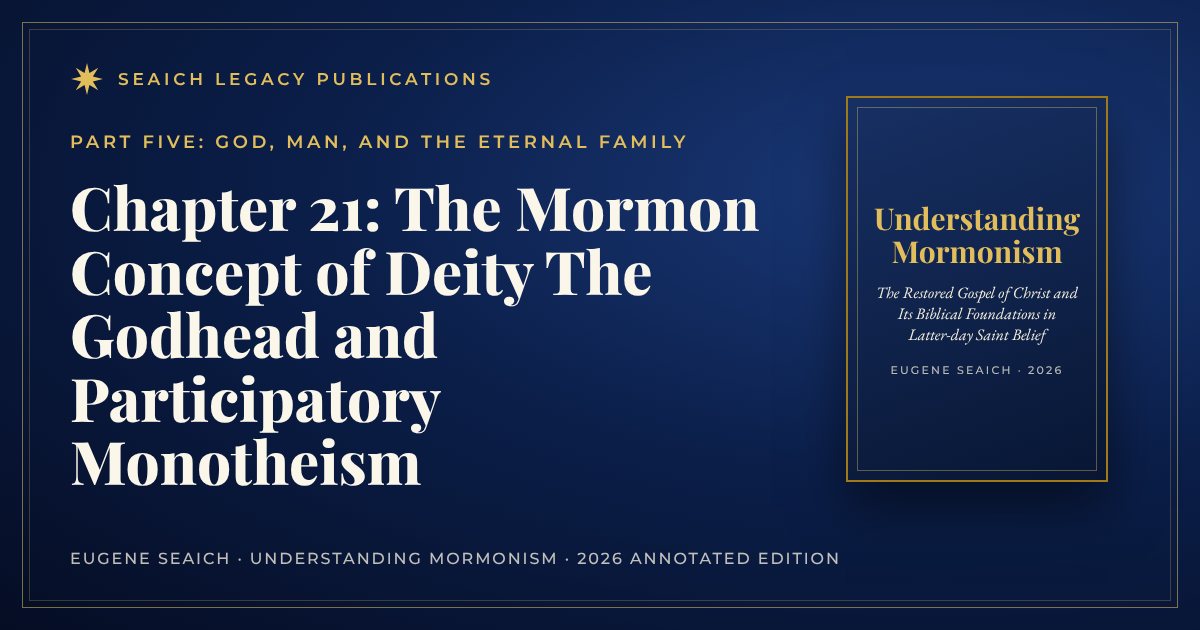 SEAICH LEGACY PUBLICATIONS
PART FIVE: GOD, MAN, AND THE ETERNAL FAMILY
Chapter 21: The Mormon
Concept of Deity The
Godhead and
Participatory
Monotheism
EUGENE SEAICH · UNDERSTANDING MORMONISM · 2026 ANNOTATED EDITION
Understanding
Mormonism
The Restored Gospel of Christ and
Its Biblical Foundations in
Latter-day Saint Belief
EUGENE SEAICH · 2026